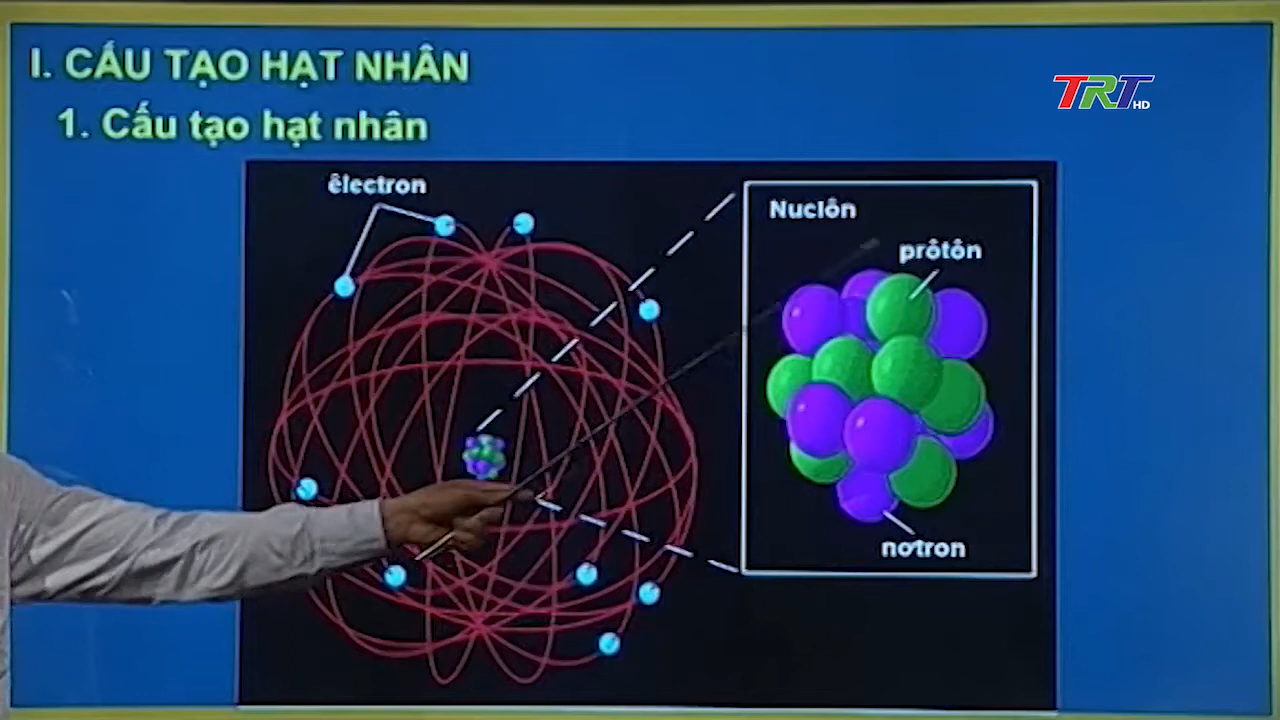 I. CẤU TẠO HẠT NHÂN
TRT HD
1. Cấu tạo hạt nhân
êlectron
Nuclôn
prôtôn
nơtron